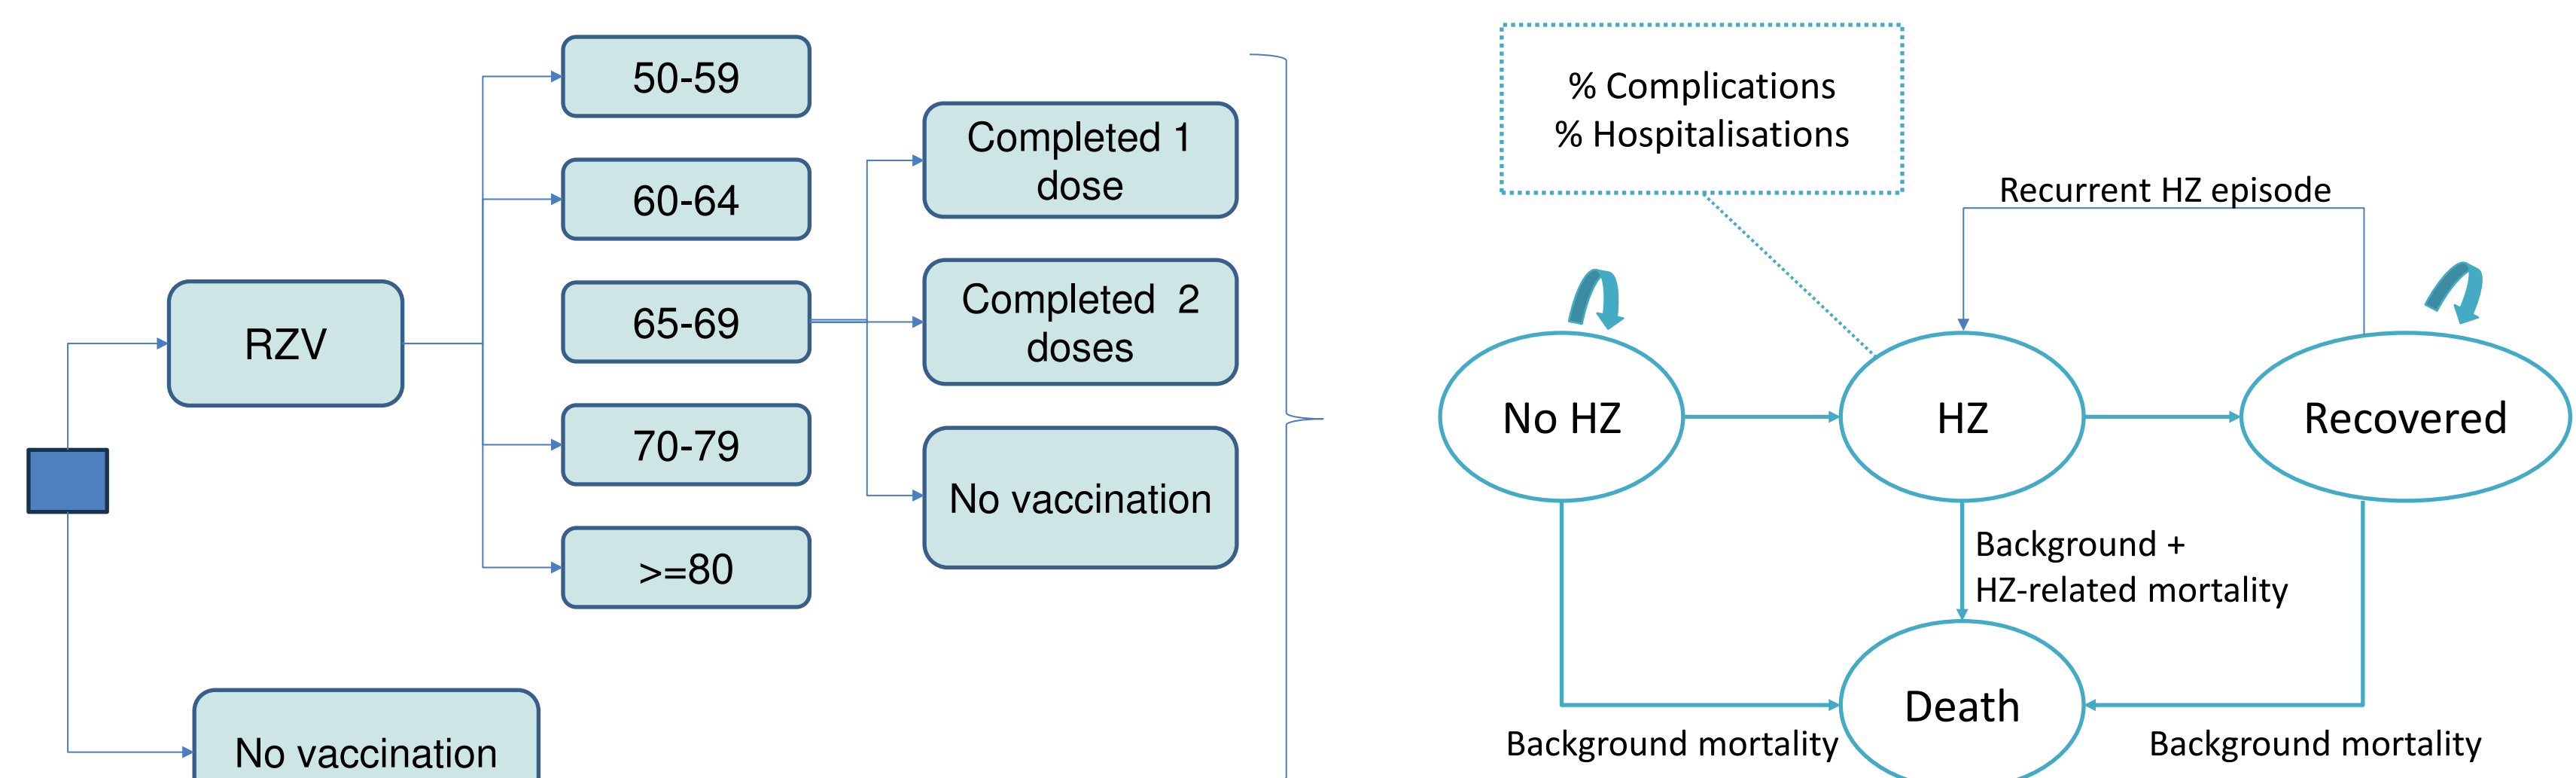 50-59
60-64
65-69
70-79
>=80
RZV
No vaccination
Completed 1
dose
Completed 2
doses
No vaccination
% Complications
% Hospitalisations
Recurrent HZ episode
No HZ
HZ
Recovered
Background +
HZ-related mortality
Death
Background mortality
Background mortality